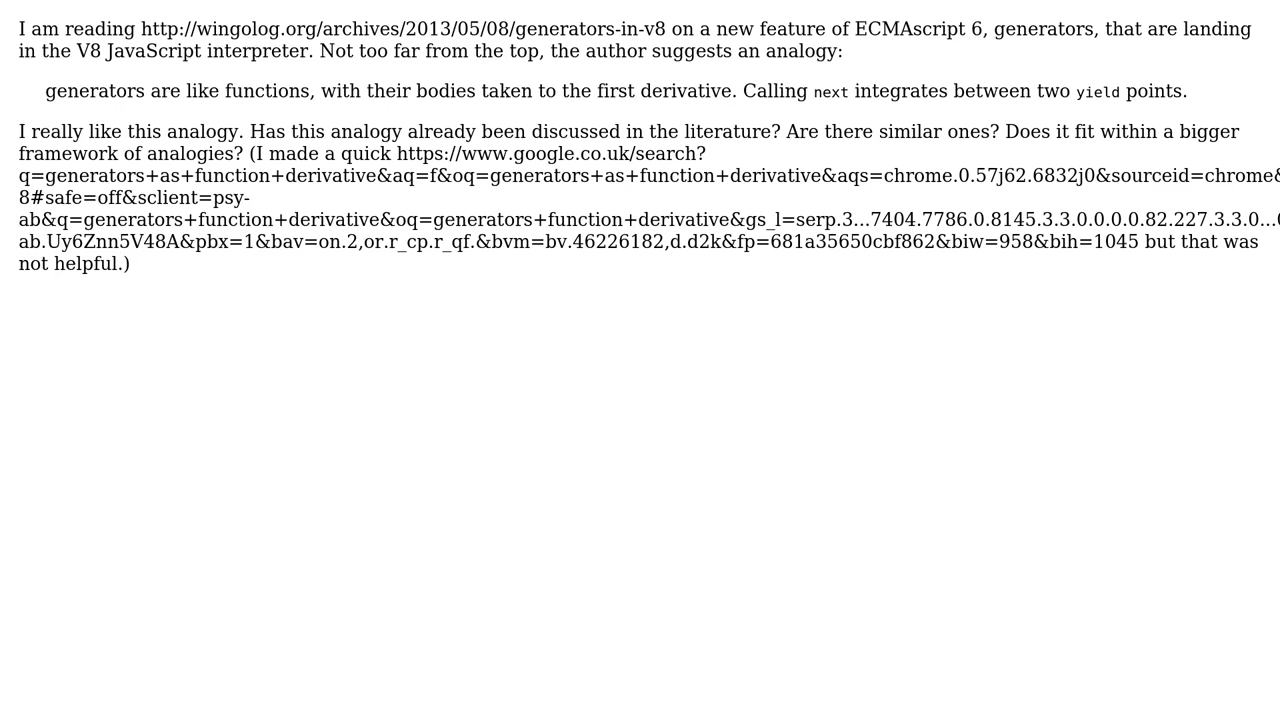 I am reading http://wingolog.org/archives/2013/05/08/generators-in-v8 on a new feature of ECMAscript 6, generators, that are landing
in the V8 JavaScript interpreter. Not too far from the top, the author suggests an analogy:
generators are like functions, with their bodies taken to the first derivative. Calling next integrates between two yield points.
I really like this analogy. Has this analogy already been discussed in the literature? Are there similar ones? Does it fit within a bigger
framework of analogies? (I made a quick https://www.google.co.uk/search?
q=generators+as+function+derivative&aq=f&oq=generators+as+function+derivative&aqs=chrome.0.57j62.6832j0&sourceid=chrome&
8#safe=off&sclient=psy-
ab&q=generators+function+derivative&oq=generators+function+derivative&gs_l=serp.3...7404.7786.0.8145.3.3.0.0.0.0.82.227.3.3.0...0
ab.Uy6Znn5V48A&pbx=1&bav=on.2,or.r_cp.r_qf.&bvm=bv.46226182,d.d2k&fp=681a35650cbf862&biw=958&bih=1045 but that was
not helpful.)